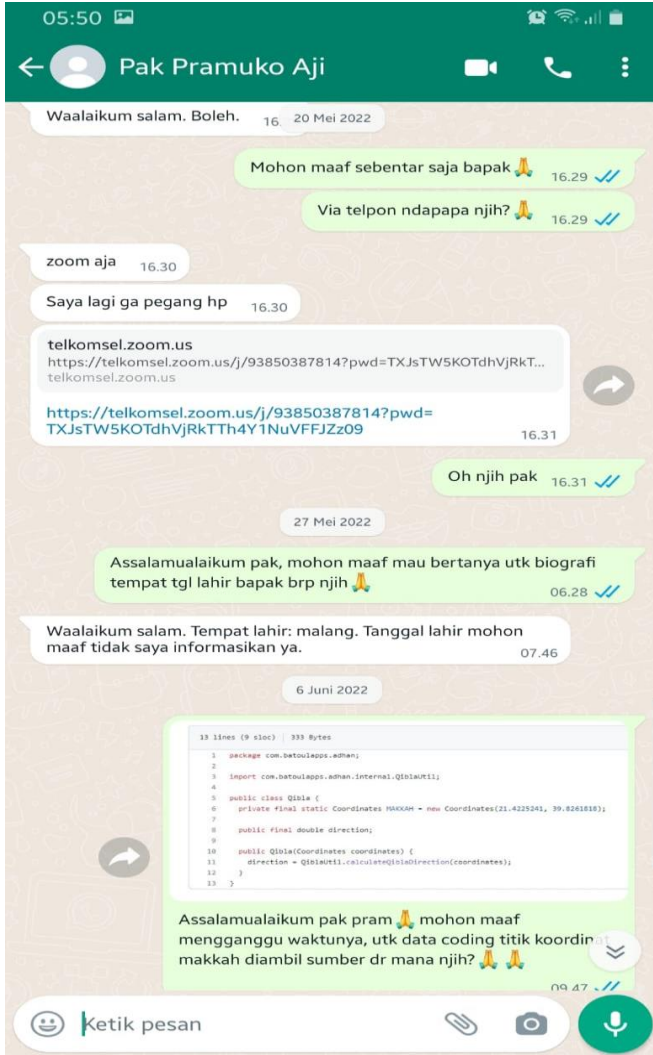 05:50
Pak Pramuko Aji
Waalaikum salam. Boleh.
16.
20 Mei 2022
Mohon maaf sebentar saja bapak🙏
16.29
Via telpon ndapapa njih?🙏
16.29
zoom aja
16.30
Saya lagi ga pegang hp
16.30
telkomsel.zoom.us
https://telkomsel.zoom.us/j/93850387814?pwd=TXJsTW5KOTdhVjRkT...
telkomsel.zoom.us
https://telkomsel.zoom.us/j/93850387814?pwd=
TXJsTW5KOTdhVjRkTTh4Y1NuVFFJZz09
16.31
Oh njih pak
16.31
27 Mei 2022
Assalamualaikum pak, mohon maaf mau bertanya utk biografi
tempat tgl lahir bapak brp njih🙏
06.28
Waalaikum salam. Tempat lahir: malang. Tanggal lahir mohon
maaf tidak saya informasikan ya.
07.46
6 Juni 2022
13 lines (9 sloc) | 333 Bytes
1 package com.batoulapps.adhan;
2
3 import com.batoulapps.adhan.internal.QiblaUtil;
4
5 public class Qibla {
6 private final static Coordinates MAKKAH = new Coordinates(21.4225241, 39.8261818);
7
8 public final double direction;
9
10 public Qibla(Coordinates coordinates) {
11 direction = QiblaUtil.calculateQiblaDirection(coordinates);
12 }
13 }
Assalamualaikum pak pram🙏 mohon maaf
mengganggu waktunya, utk data coding titik koordinat
makkah diambil sumber dr mana njih?🙏🙏
09.47
Ketik pesan